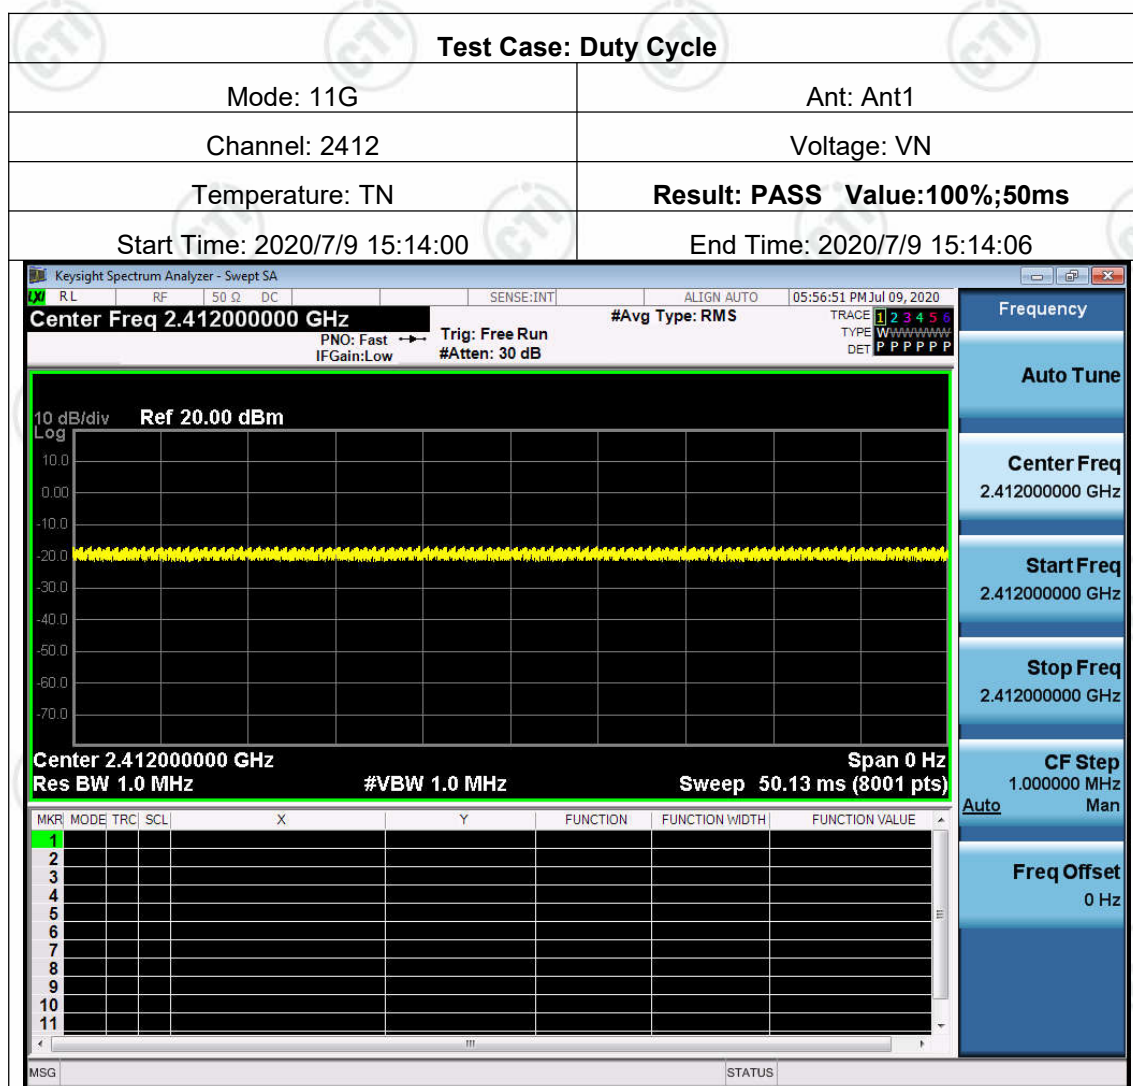 Test Case: Duty Cycle
Mode: 11G Ant: Ant1
Channel: 2412 Voltage: VN
Temperature: TN Result: PASS Value:100%;50ms
Start Time: 2020/7/9 15:14:00 End Time: 2020/7/9 15:14:06
Keysight Spectrum Analyzer - Swept SA
LXI RL RF 50 Ω DC SENSE:INT ALIGN AUTO 05:56:51 PM Jul 09, 2020
Center Freq 2.412000000 GHz #Avg Type: RMS TRACE 1 2 3 4 5 6
PNO: Fast Trig: Free Run TYPE WWWWWW
IFGain:Low #Atten: 30 dB DET P P P P P P
Frequency
Auto Tune
Center Freq
2.412000000 GHz
Start Freq
2.412000000 GHz
Stop Freq
2.412000000 GHz
CF Step
1.000000 MHz
Auto Man
Freq Offset
0 Hz
10 dB/div Ref 20.00 dBm
Log
10.0
0.00
-10.0
-20.0
-30.0
-40.0
-50.0
-60.0
-70.0
Center 2.412000000 GHz Span 0 Hz
Res BW 1.0 MHz #VBW 1.0 MHz Sweep 50.13 ms (8001 pts)
MKR MODE TRC SCL X Y FUNCTION FUNCTION WIDTH FUNCTION VALUE
1
2
3
4
5
6
7
8
9
10
11
MSG STATUS
CTI